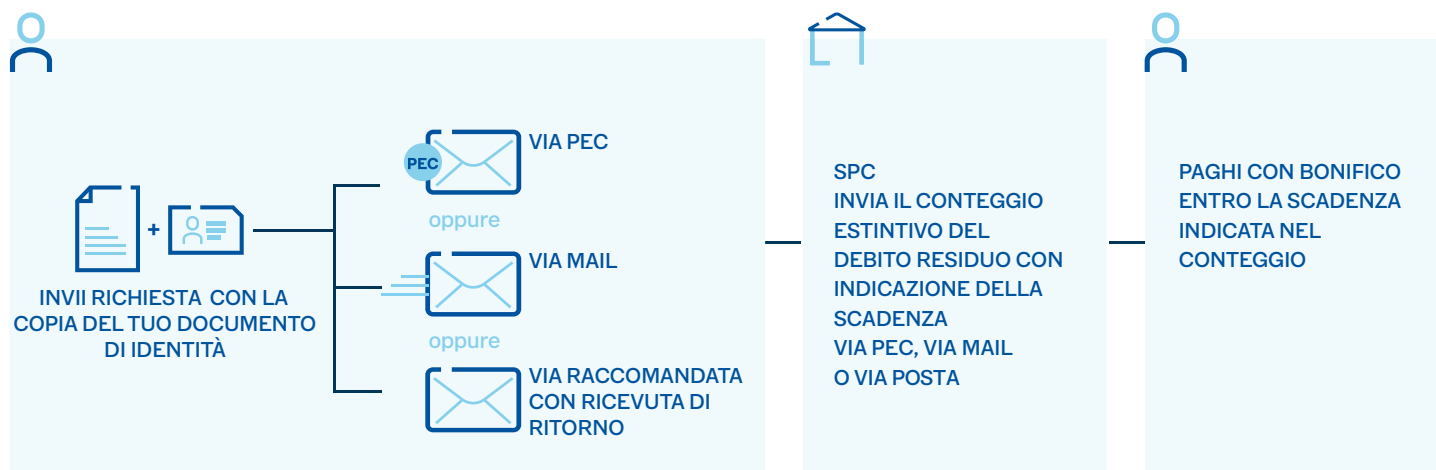 INVII RICHIESTA CON LA
COPIA DEL TUO DOCUMENTO
DI IDENTITÀ
PEC
VIA PEC
oppure
VIA MAIL
oppure
VIA RACCOMANDATA
CON RICEVUTA DI
RITORNO
SPC
INVIA IL CONTEGGIO
ESTINTIVO DEL
DEBITO RESIDUO CON
INDICAZIONE DELLA
SCADENZA
VIA PEC, VIA MAIL
O VIA POSTA
PAGHI CON BONIFICO
ENTRO LA SCADENZA
INDICATA NEL
CONTEGGIO